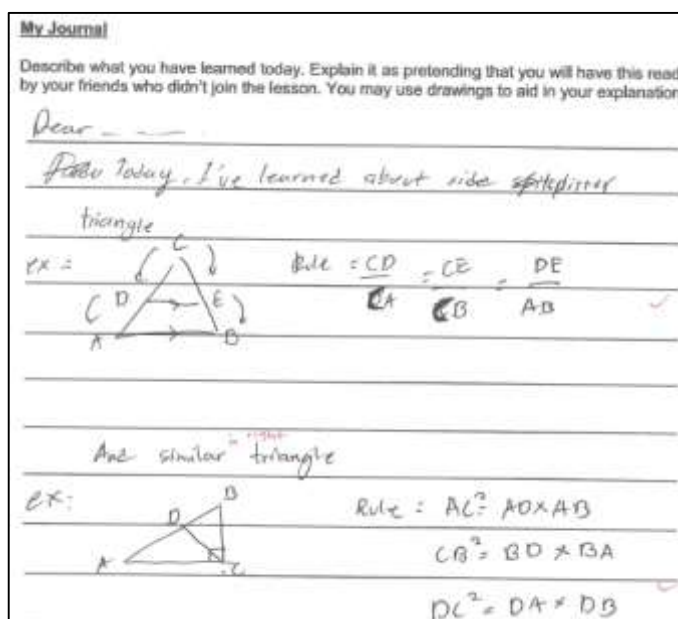 My Journal
Describe what you have learned today. Explain it as pretending that you will have this read
by your friends who didn't join the lesson. You may use drawings to aid in your explanation
Dear _ _
Today, I've learned about side
triangle
ex = C D E A B Rule = CD/CA = CE/CB = DE/AB
And similar in right triangle
ex: B D A C Rule : AC² = AD×AB
CB² = BD × BA
DC² = DA × DB